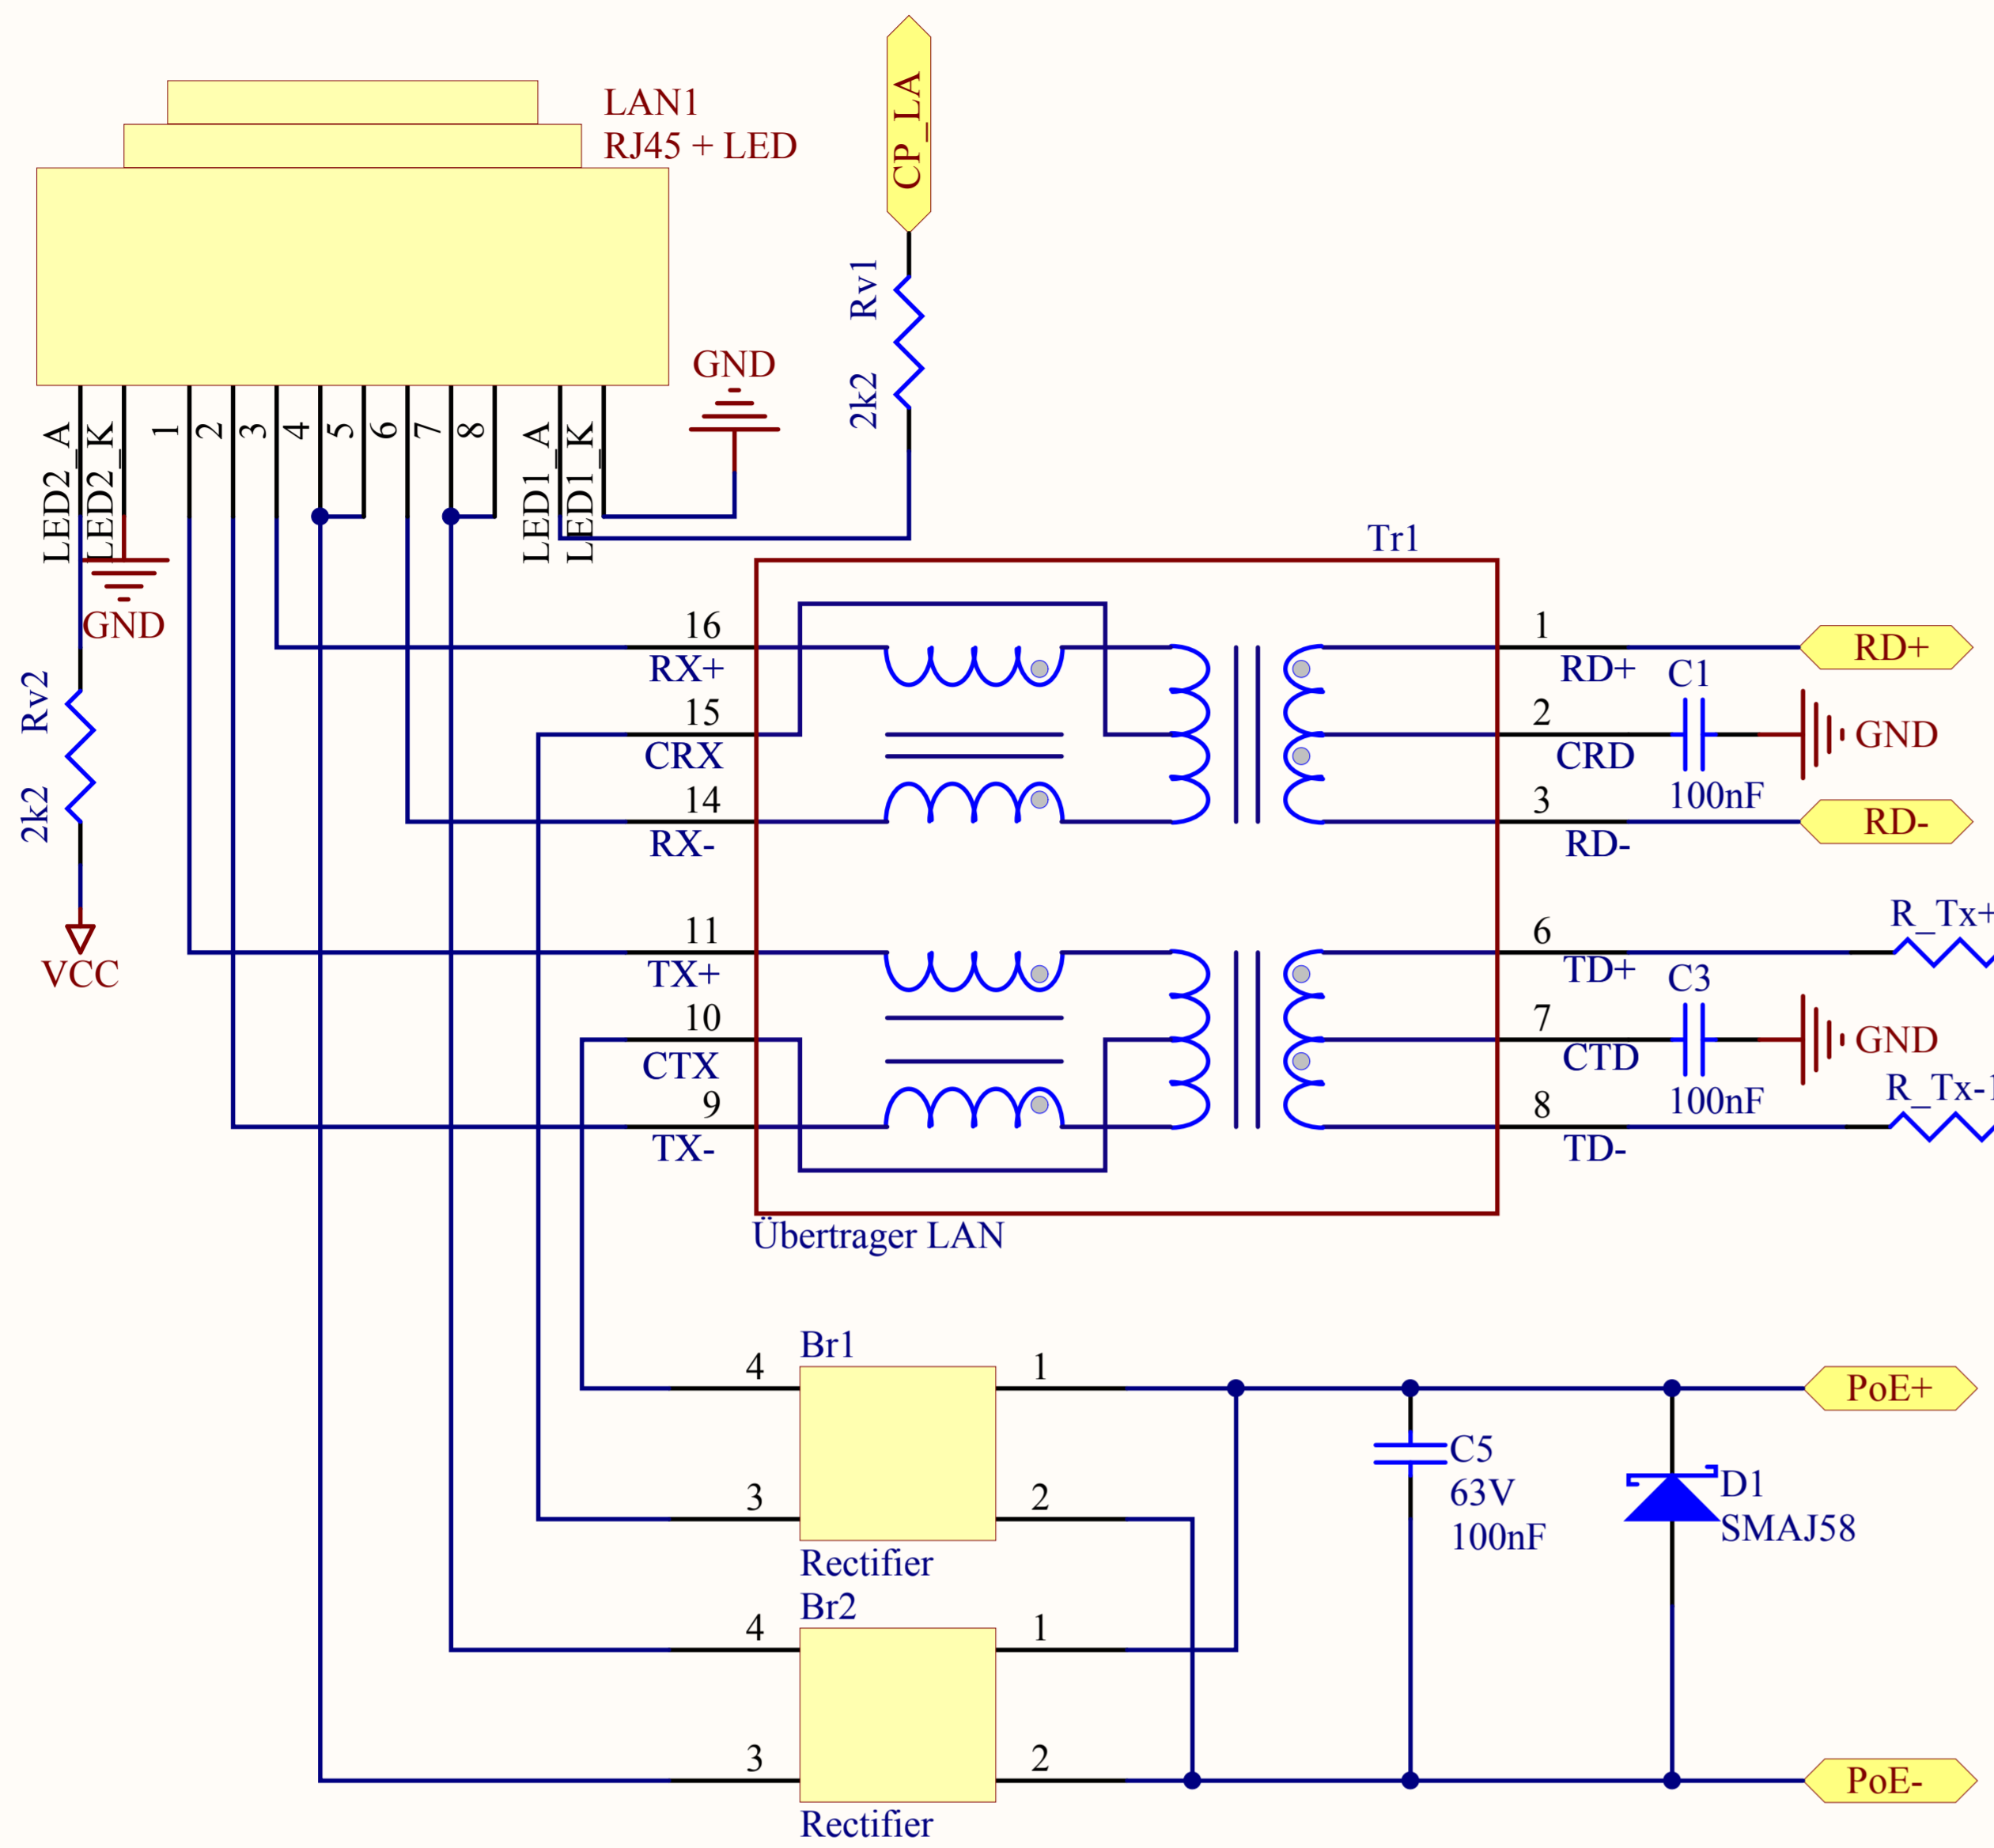 LAN1
RJ45 + LED
CP_LA
Rv1
2k2
GND
LED2_A
LED2_K
1
2
3
4
5
6
7
8
LED1_A
LED1_K
GND
Rv2
2k2
VCC
Tr1
16
RX+
15
CRX
14
RX-
11
TX+
10
CTX
9
TX-
1
RD+
2
CRD
3
RD-
6
TD+
7
CTD
8
TD-
Übertrager LAN
RD+
C1
100nF
GND
RD-
R_Tx+
C3
100nF
GND
R_Tx-1
Br1
4
3
1
2
Rectifier
Br2
4
3
1
2
Rectifier
C5
63V
100nF
D1
SMAJ58
PoE+
PoE-